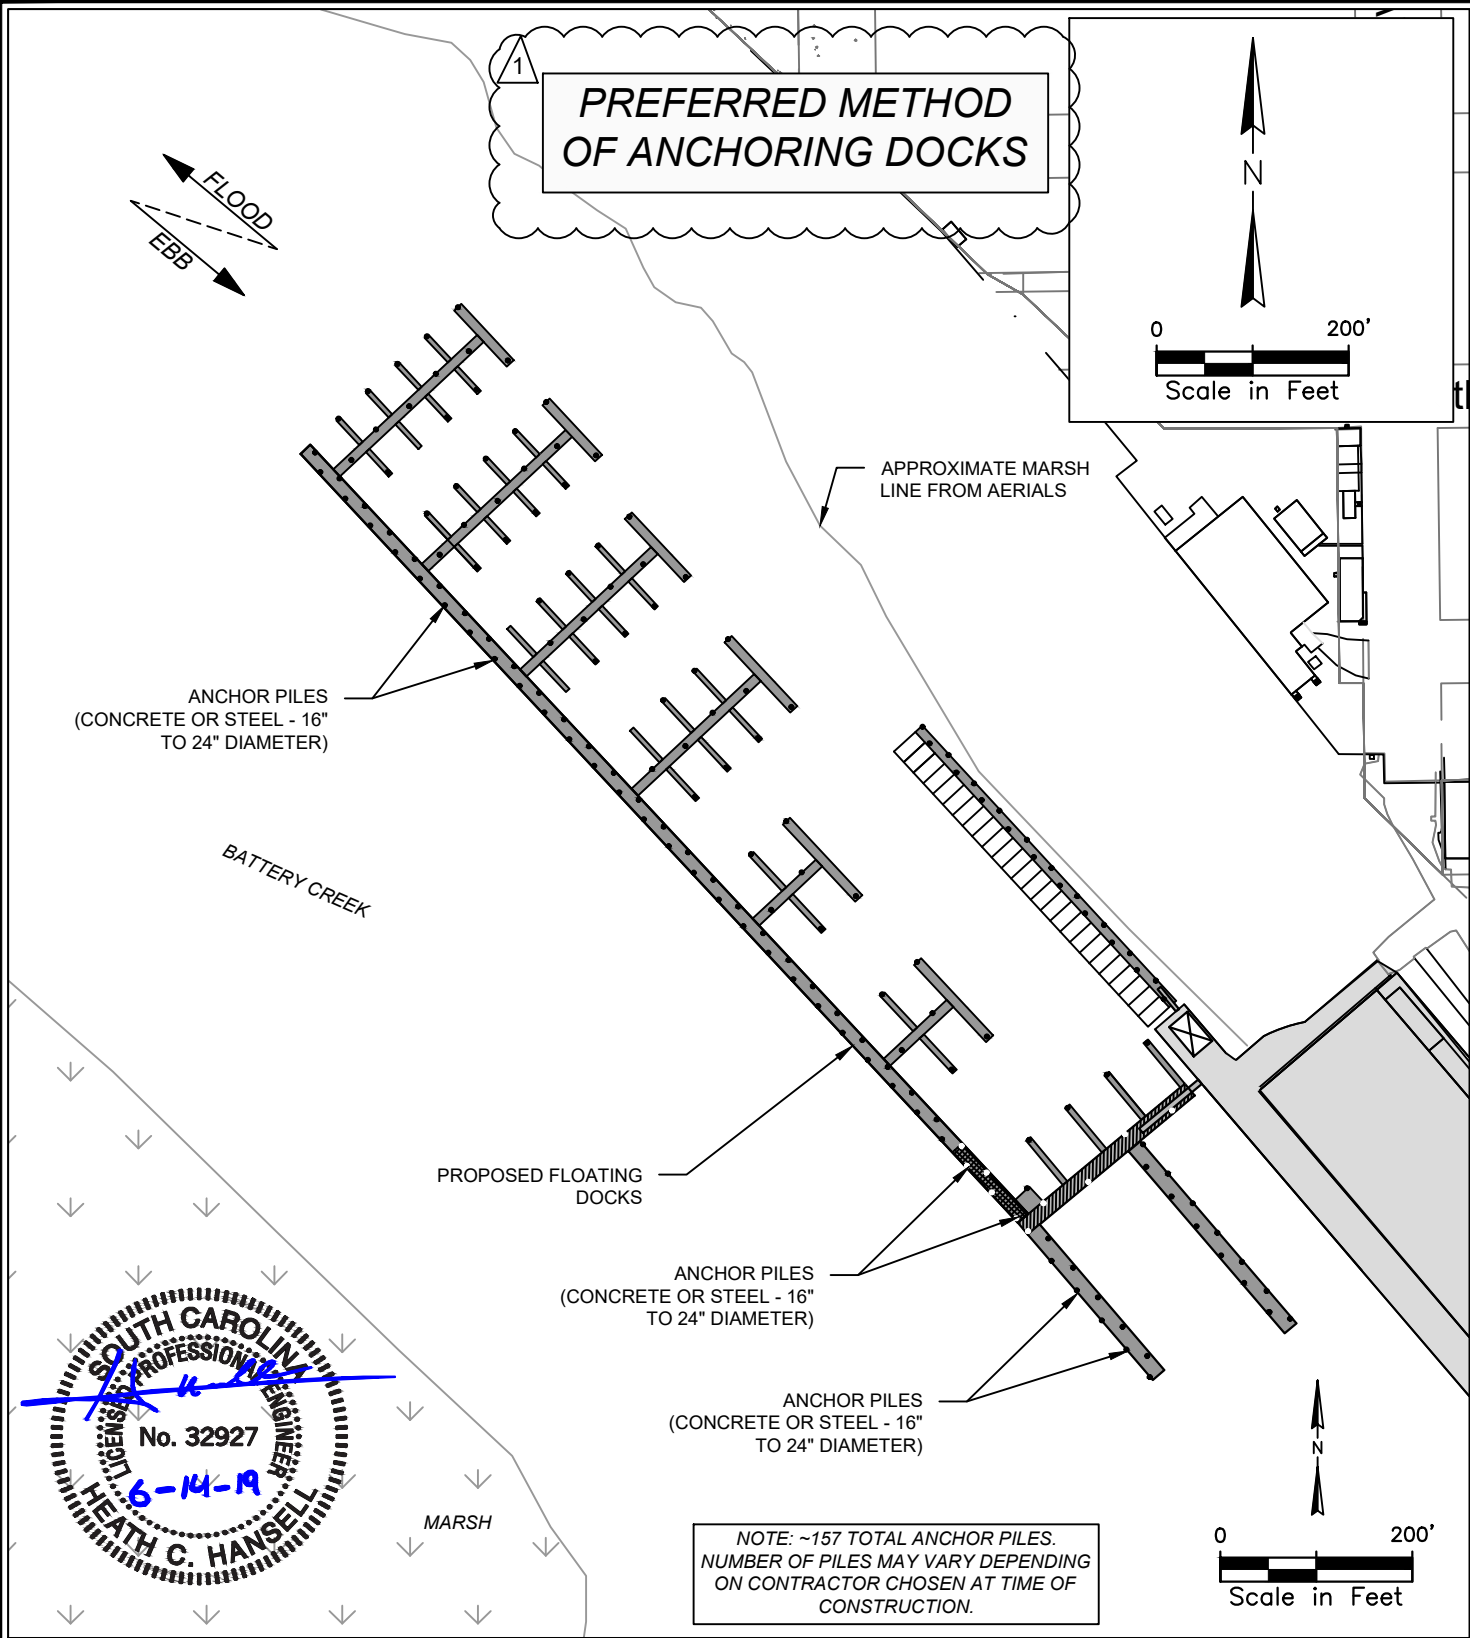 1
PREFERRED METHOD
OF ANCHORING DOCKS
N
0 200'
Scale in Feet
FLOOD
EBB
APPROXIMATE MARSH
LINE FROM AERIALS
ANCHOR PILES
(CONCRETE OR STEEL - 16"
TO 24" DIAMETER)
BATTERY CREEK
PROPOSED FLOATING
DOCKS
ANCHOR PILES
(CONCRETE OR STEEL - 16"
TO 24" DIAMETER)
ANCHOR PILES
(CONCRETE OR STEEL - 16"
TO 24" DIAMETER)
SOUTH CAROLINA
LICENSED PROFESSIONAL ENGINEER
No. 32927
6-14-19
HEATH C. HANSELL
MARSH
NOTE: ~157 TOTAL ANCHOR PILES.
NUMBER OF PILES MAY VARY DEPENDING
ON CONTRACTOR CHOSEN AT TIME OF
CONSTRUCTION.
N
0 200'
Scale in Feet